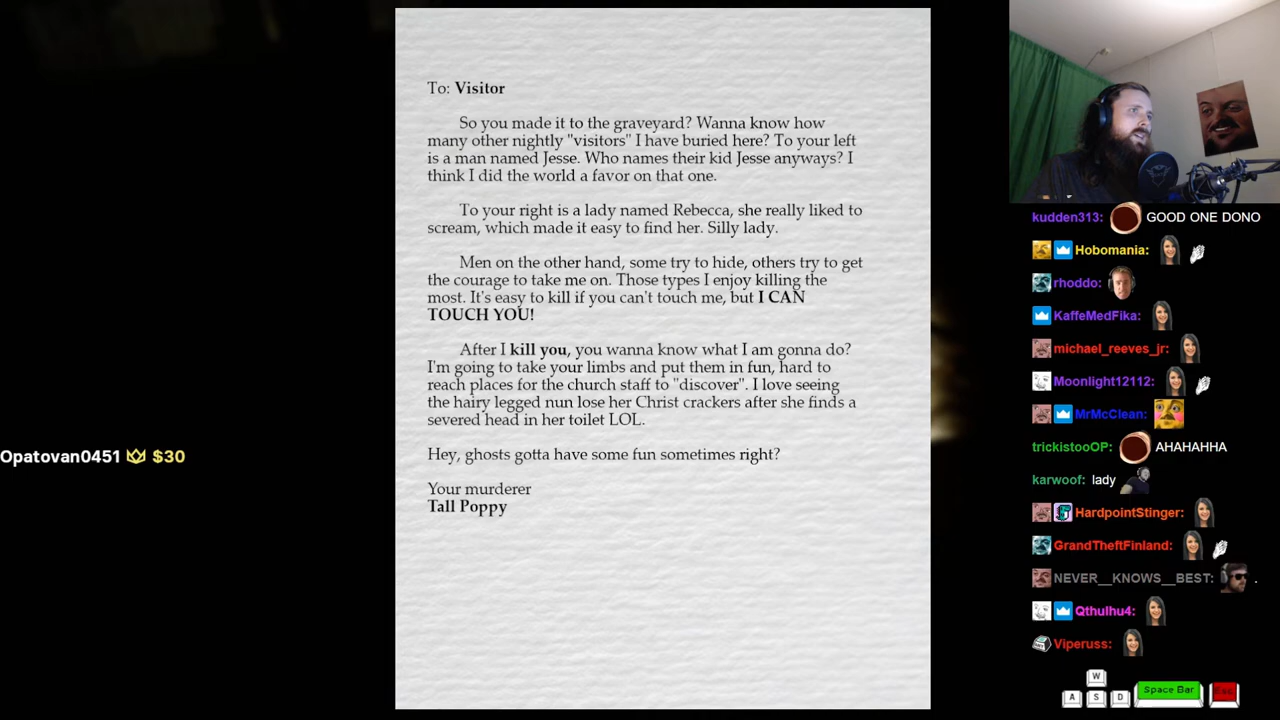 To: Visitor
So you made it to the graveyard? Wanna know how
many other nightly "visitors" I have buried here? To your left
is a man named Jesse. Who names their kid Jesse anyways? I
think I did the world a favor on that one.
To your right is a lady named Rebecca, she really liked to
scream, which made it easy to find her. Silly lady.
Men on the other hand, some try to hide, others try to get
the courage to take me on. Those types I enjoy killing the
most. It's easy to kill if you can't touch me, but I CAN
TOUCH YOU!
After I kill you, you wanna know what I am gonna do?
I'm going to take your limbs and put them in fun, hard to
reach places for the church staff to "discover". I love seeing
the hairy legged nun lose her Christ crackers after she finds a
severed head in her toilet LOL.
Hey, ghosts gotta have some fun sometimes right?
Your murderer
Tall Poppy
Opatovan0451 $30
kudden313: GOOD ONE DONO
Hobomania:
rhoddo:
KaffeMedFika:
michael_reeves_jr:
Moonlight12112:
MrMcClean:
trickistooOP: AHAHAHHA
karwoof: lady
HardpointStinger:
GrandTheftFinland:
NEVER__KNOWS__BEST: .
Qthulhu4:
Viperuss:
W
A S D Space Bar Esc